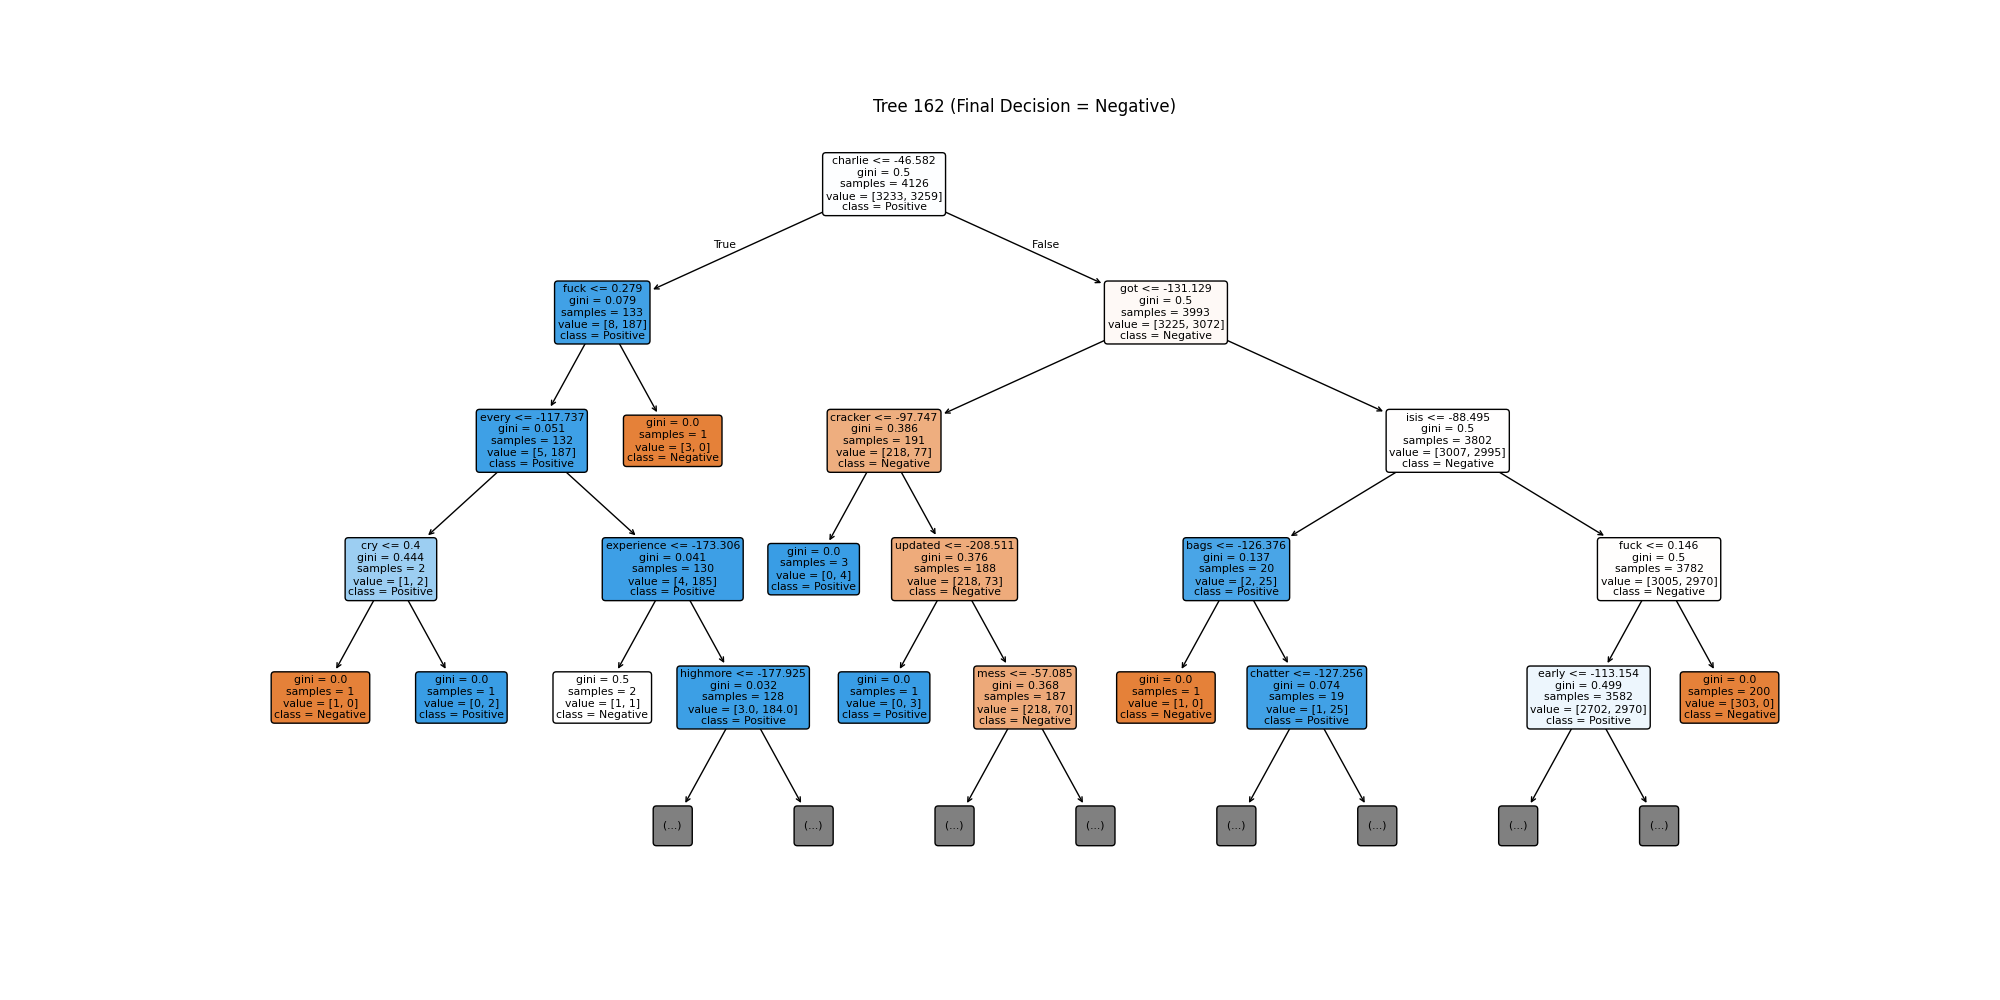 Tree 162 (Final Decision = Negative)
charlie <= -46.582
gini = 0.5
samples = 4126
value = [3233, 3259]
class = Positive
True
False
fuck <= 0.279
gini = 0.079
samples = 133
value = [8, 187]
class = Positive
got <= -131.129
gini = 0.5
samples = 3993
value = [3225, 3072]
class = Negative
every <= -117.737
gini = 0.051
samples = 132
value = [5, 187]
class = Positive
gini = 0.0
samples = 1
value = [3, 0]
class = Negative
cracker <= -97.747
gini = 0.386
samples = 191
value = [218, 77]
class = Negative
isis <= -88.495
gini = 0.5
samples = 3802
value = [3007, 2995]
class = Negative
cry <= 0.4
gini = 0.444
samples = 2
value = [1, 2]
class = Positive
experience <= -173.306
gini = 0.041
samples = 130
value = [4, 185]
class = Positive
gini = 0.0
samples = 3
value = [0, 4]
class = Positive
updated <= -208.511
gini = 0.376
samples = 188
value = [218, 73]
class = Negative
bags <= -126.376
gini = 0.137
samples = 20
value = [2, 25]
class = Positive
fuck <= 0.146
gini = 0.5
samples = 3782
value = [3005, 2970]
class = Negative
gini = 0.0
samples = 1
value = [1, 0]
class = Negative
gini = 0.0
samples = 1
value = [0, 2]
class = Positive
gini = 0.5
samples = 2
value = [1, 1]
class = Negative
highmore <= -177.925
gini = 0.032
samples = 128
value = [3.0, 184.0]
class = Positive
gini = 0.0
samples = 1
value = [0, 3]
class = Positive
mess <= -57.085
gini = 0.368
samples = 187
value = [218, 70]
class = Negative
gini = 0.0
samples = 1
value = [1, 0]
class = Negative
chatter <= -127.256
gini = 0.074
samples = 19
value = [1, 25]
class = Positive
early <= -113.154
gini = 0.499
samples = 3582
value = [2702, 2970]
class = Positive
gini = 0.0
samples = 200
value = [303, 0]
class = Negative
(...)
(...)
(...)
(...)
(...)
(...)
(...)
(...)